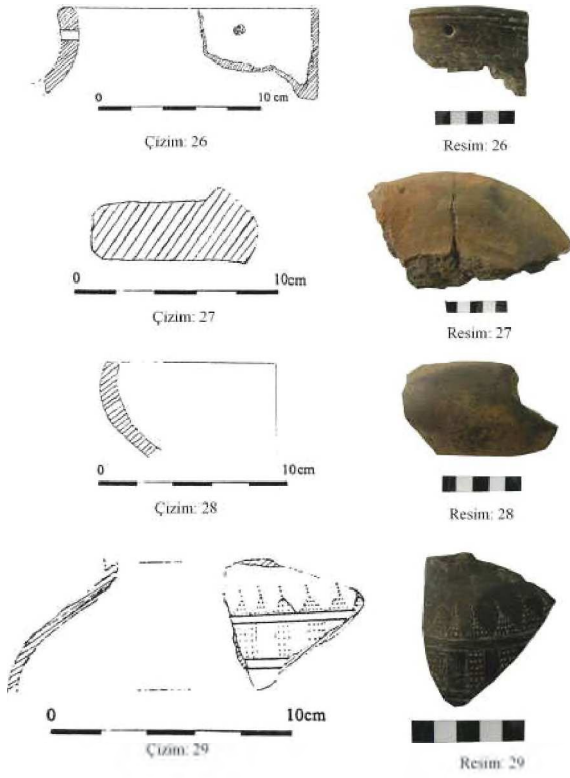 0 10 cm
Çizim: 26
Resim: 26
0 10cm
Çizim: 27
Resim: 27
0 10cm
Çizim: 28
Resim: 28
0 10cm
Çizim: 29
Resim: 29